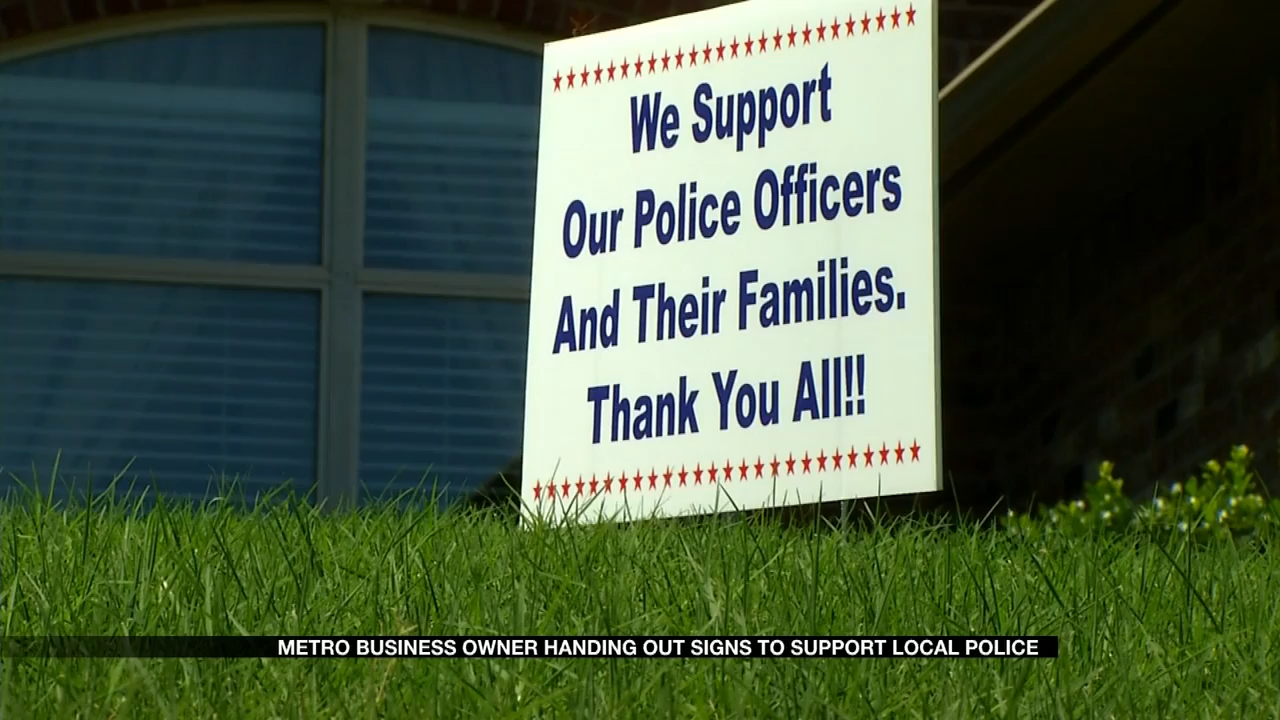 We Support
Our Police Officers
And Their Families.
Thank You All!!
METRO BUSINESS OWNER HANDING OUT SIGNS TO SUPPORT LOCAL POLICE